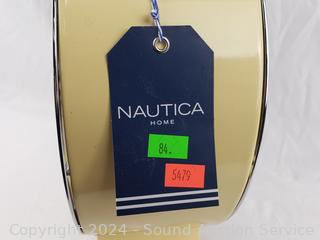 NAUTICA
HOME
84.
5479
Copyright 2024 - Sound Auction Service